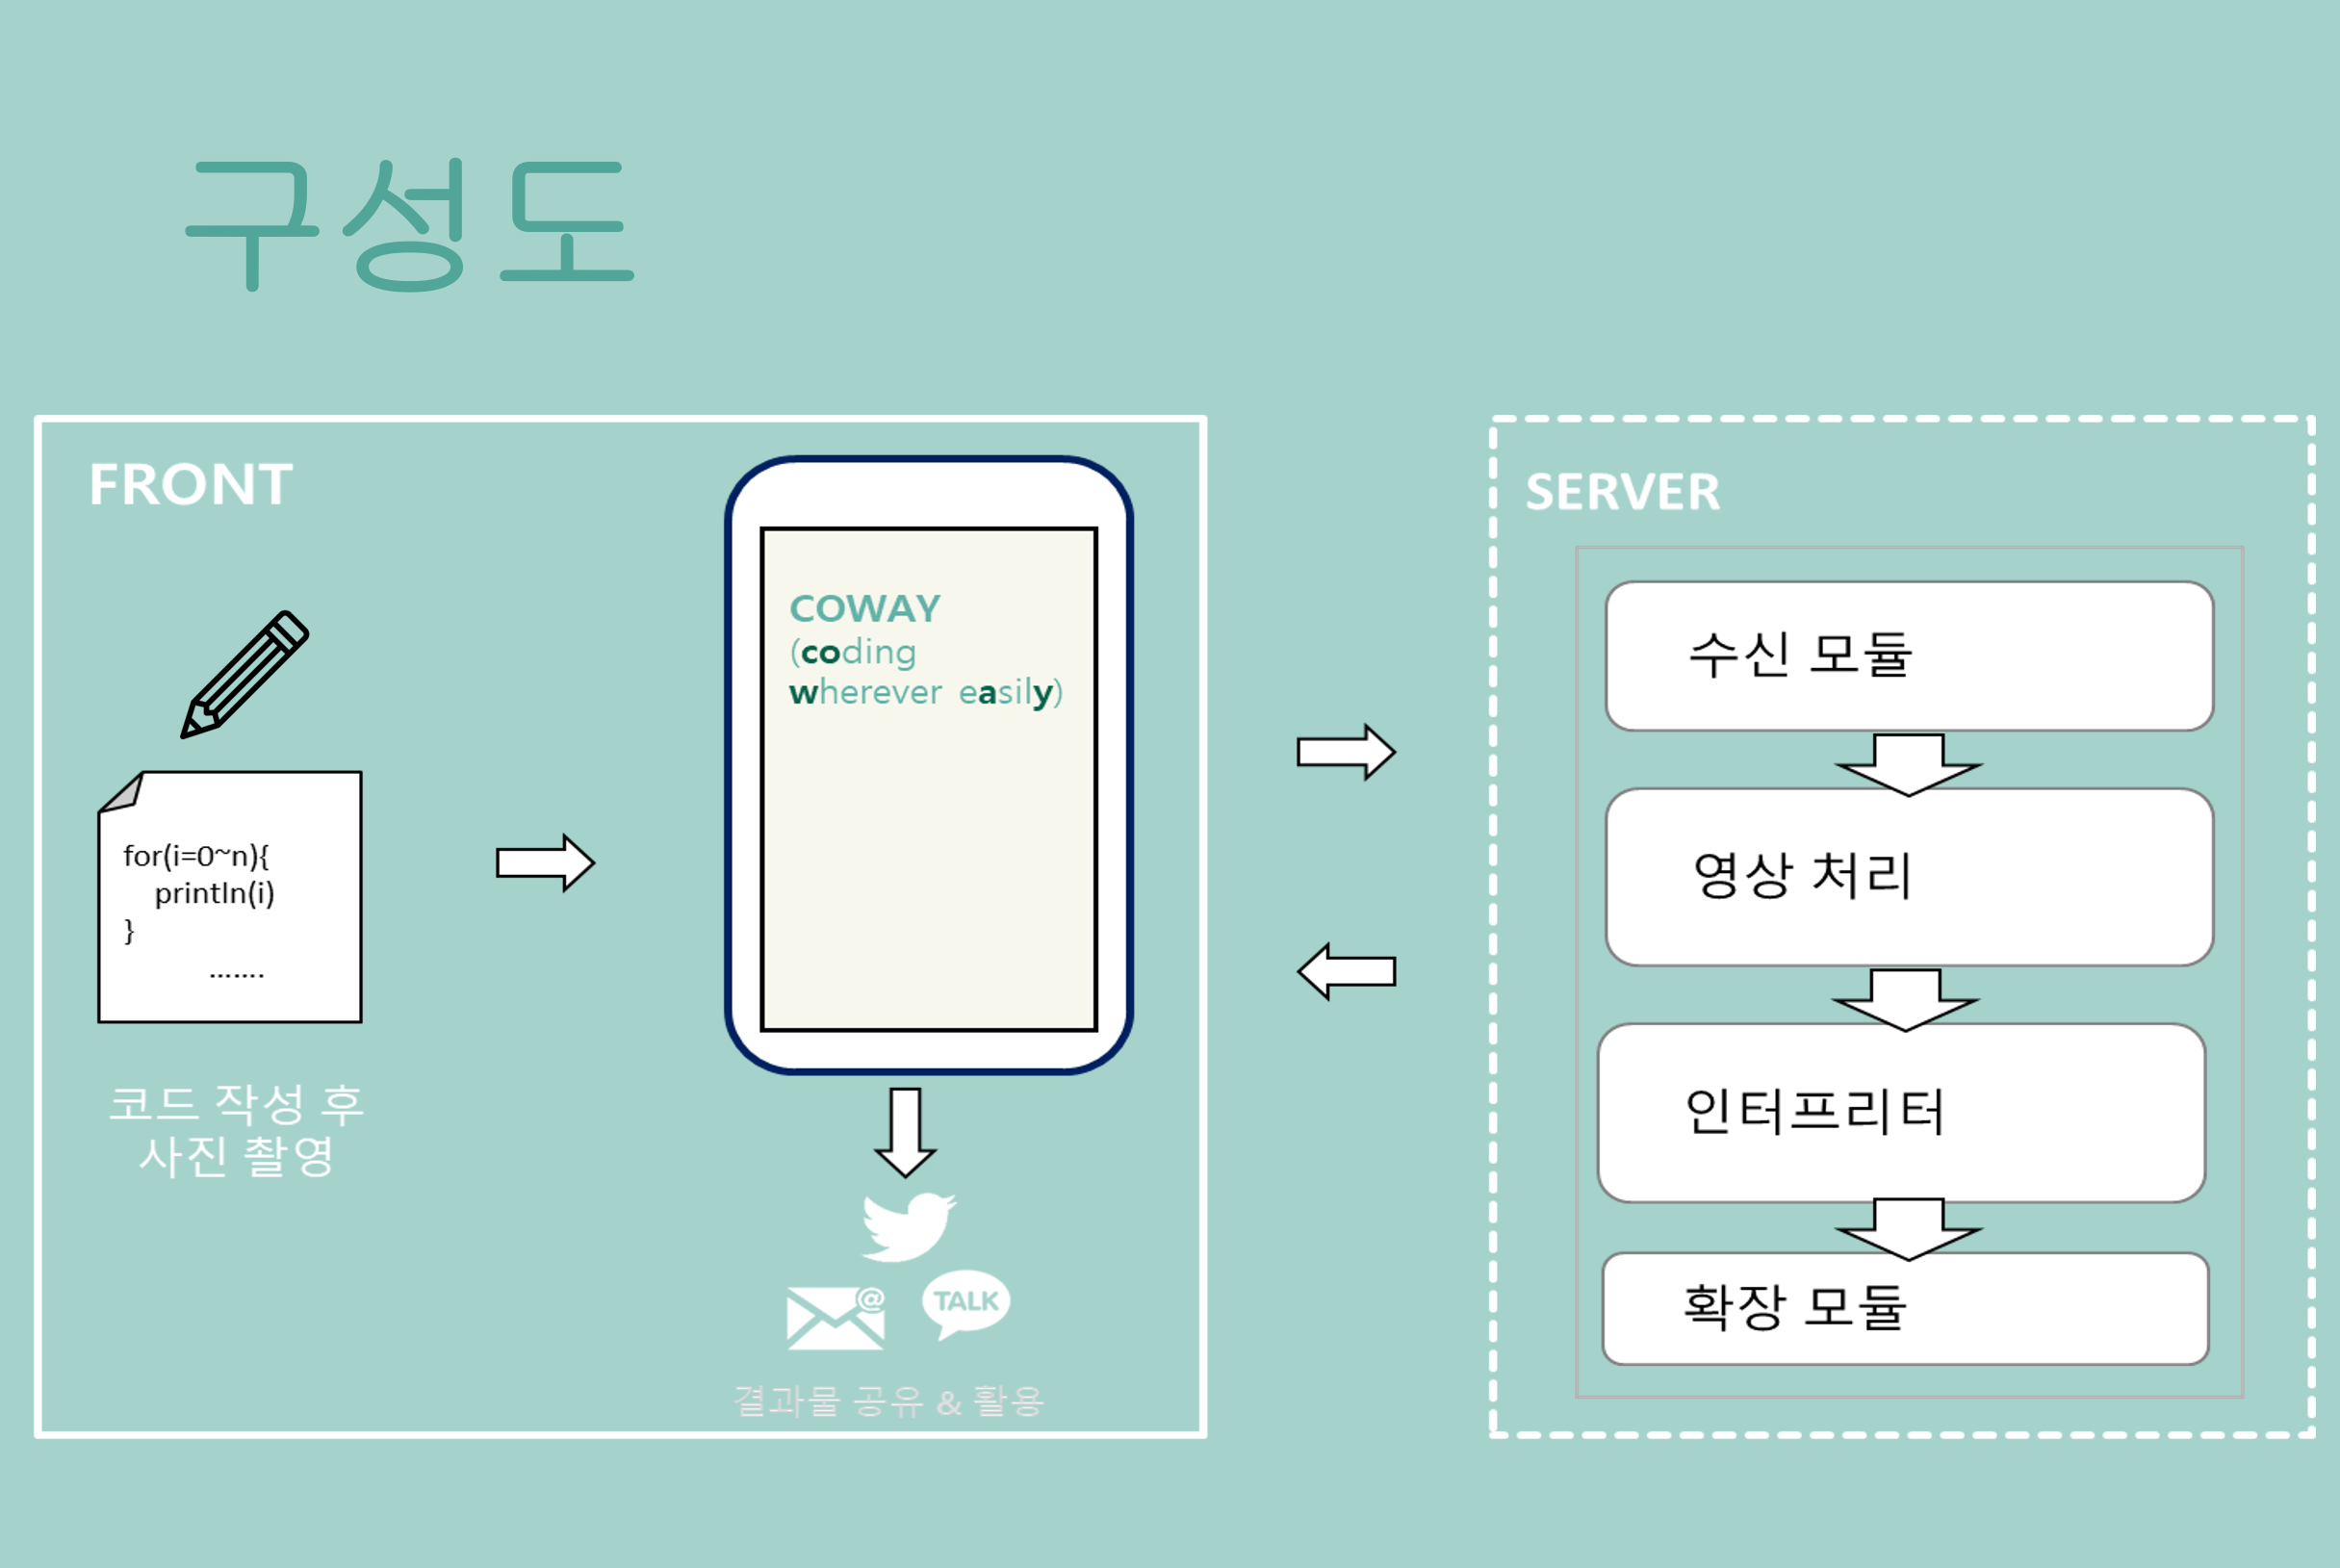 구성도
FRONT
for(i=0~n){
println(i)
}
.......
코드 작성 후
사진 촬영
COWAY
(coding
wherever easily)
@
TALK
결과물 공유 & 활용
SERVER
수신 모듈
영상 처리
인터프리터
확장 모듈